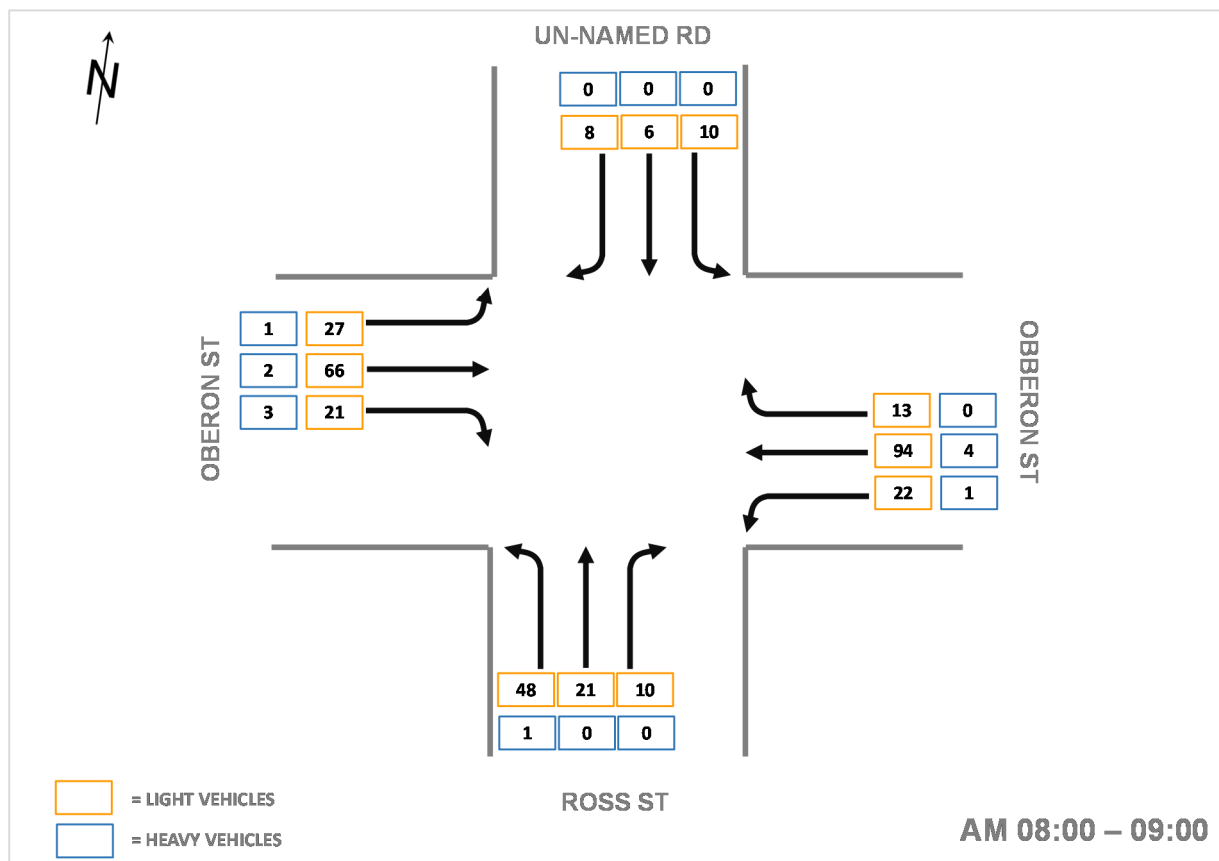 UN-NAMED RD
N
0 0 0
8 6 10
OBERON ST
1 27
2 66
3 21
13 0
94 4
22 1
OBBERON ST
48 21 10
1 0 0
ROSS ST
= LIGHT VEHICLES
= HEAVY VEHICLES
AM 08:00 – 09:00